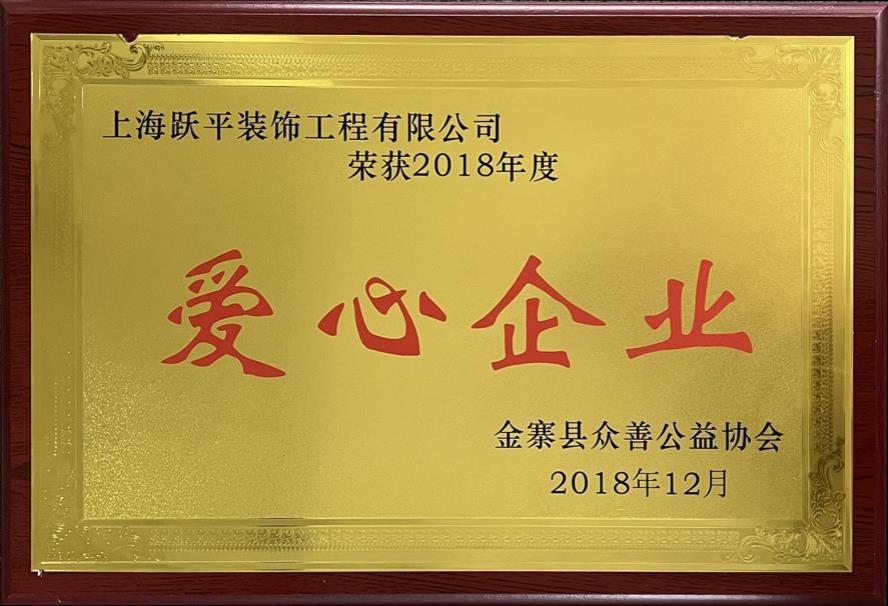 上海跃平装饰工程有限公司
荣获2018年度
爱心企业
金寨县众善公益协会
2018年12月